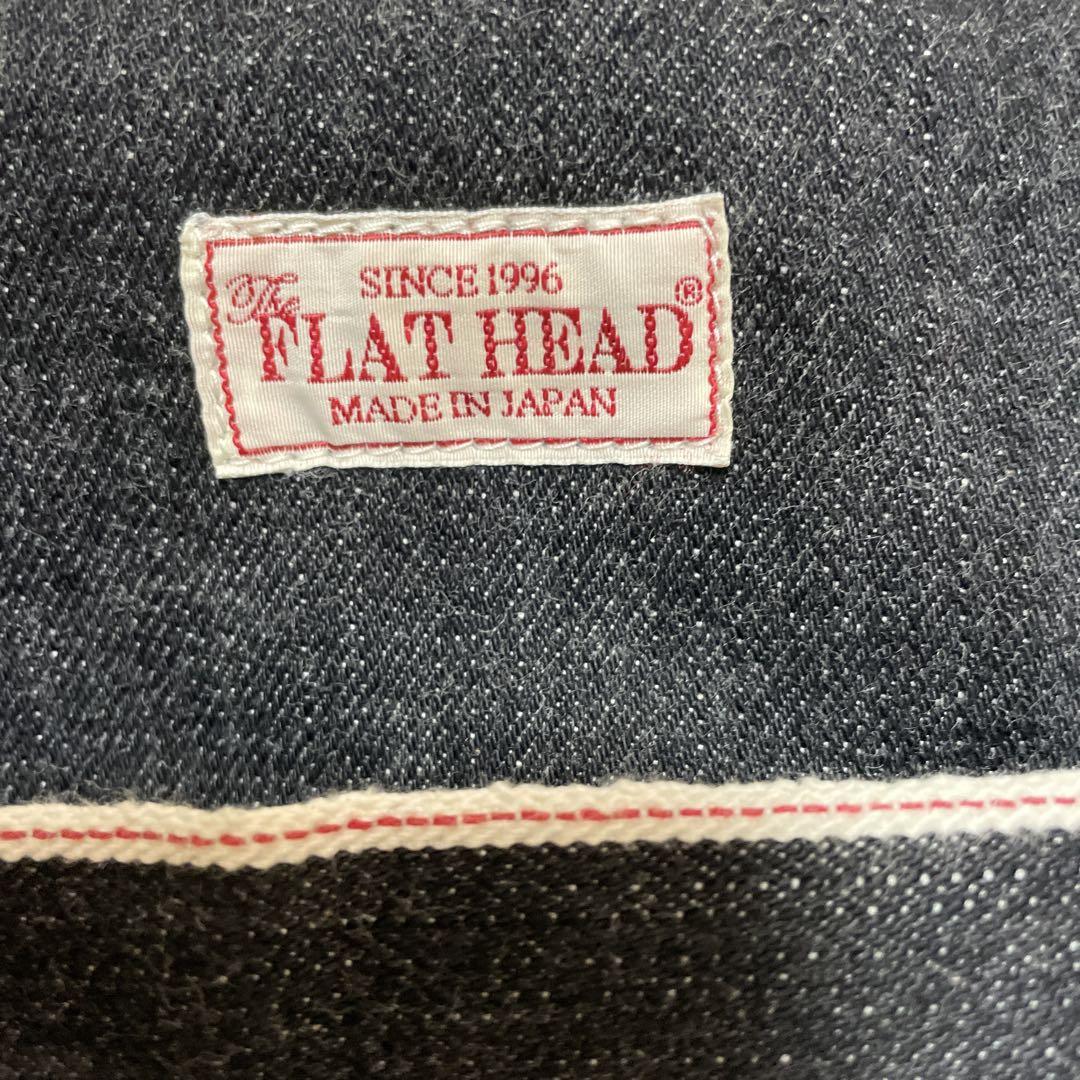 SINCE 1996
The
FLAT HEAD®
MADE IN JAPAN